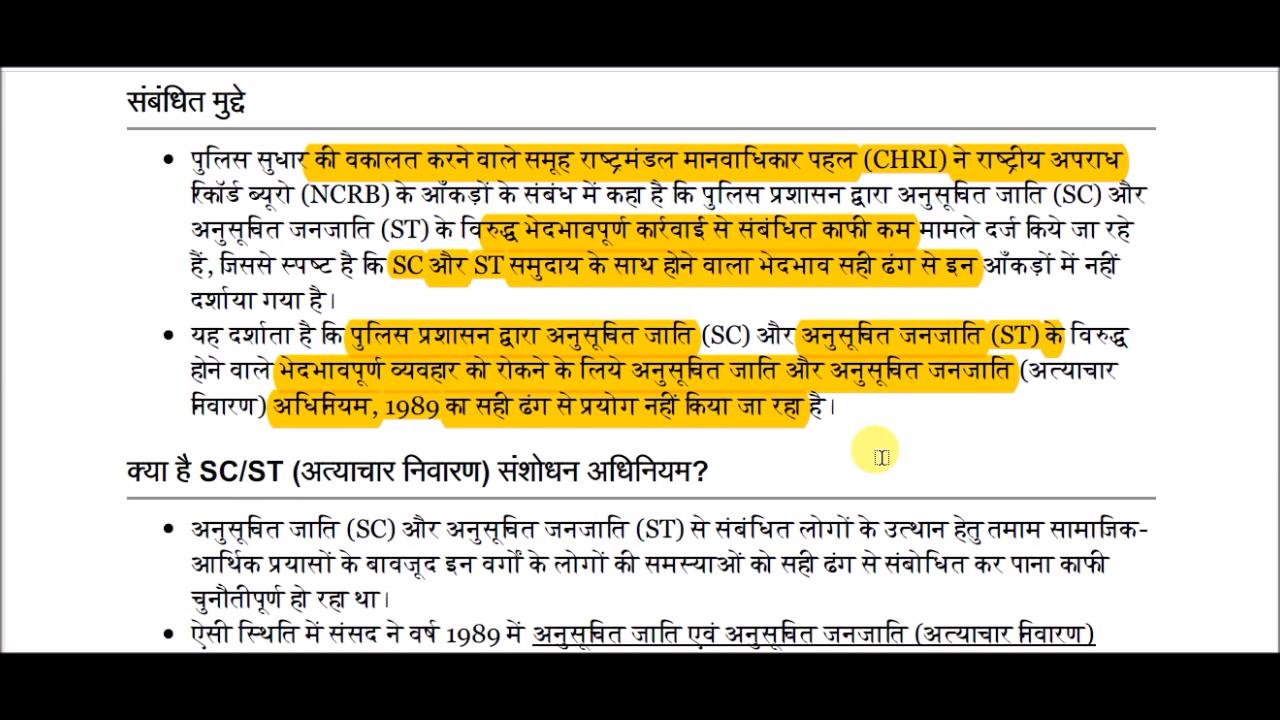 संबंधित मुद्दे
पुलिस सुधार की वकालत करने वाले समूह राष्ट्रमंडल मानवाधिकार पहल (CHRI) ने राष्ट्रीय अपराध
रिकॉर्ड ब्यूरो (NCRB) के आँकड़ों के संबंध में कहा है कि पुलिस प्रशासन द्वारा अनुसूचित जाति (SC) और
अनुसूचित जनजाति (ST) के विरुद्ध भेदभावपूर्ण कार्रवाई से संबंधित काफी कम मामले दर्ज किये जा रहे
हैं, जिससे स्पष्ट है कि SC और ST समुदाय के साथ होने वाला भेदभाव सही ढंग से इन आँकड़ों में नहीं
दर्शाया गया है।
यह दर्शाता है कि पुलिस प्रशासन द्वारा अनुसूचित जाति (SC) और अनुसूचित जनजाति (ST) के विरुद्ध
होने वाले भेदभावपूर्ण व्यवहार को रोकने के लिये अनुसूचित जाति और अनुसूचित जनजाति (अत्याचार
निवारण) अधिनियम, 1989 का सही ढंग से प्रयोग नहीं किया जा रहा है।
क्या है SC/ST (अत्याचार निवारण) संशोधन अधिनियम?
अनुसूचित जाति (SC) और अनुसूचित जनजाति (ST) से संबंधित लोगों के उत्थान हेतु तमाम सामाजिक-
आर्थिक प्रयासों के बावजूद इन वर्गों के लोगों की समस्याओं को सही ढंग से संबोधित कर पाना काफी
चुनौतीपूर्ण हो रहा था।
ऐसी स्थिति में संसद ने वर्ष 1989 में अनुसूचित जाति एवं अनुसूचित जनजाति (अत्याचार निवारण)